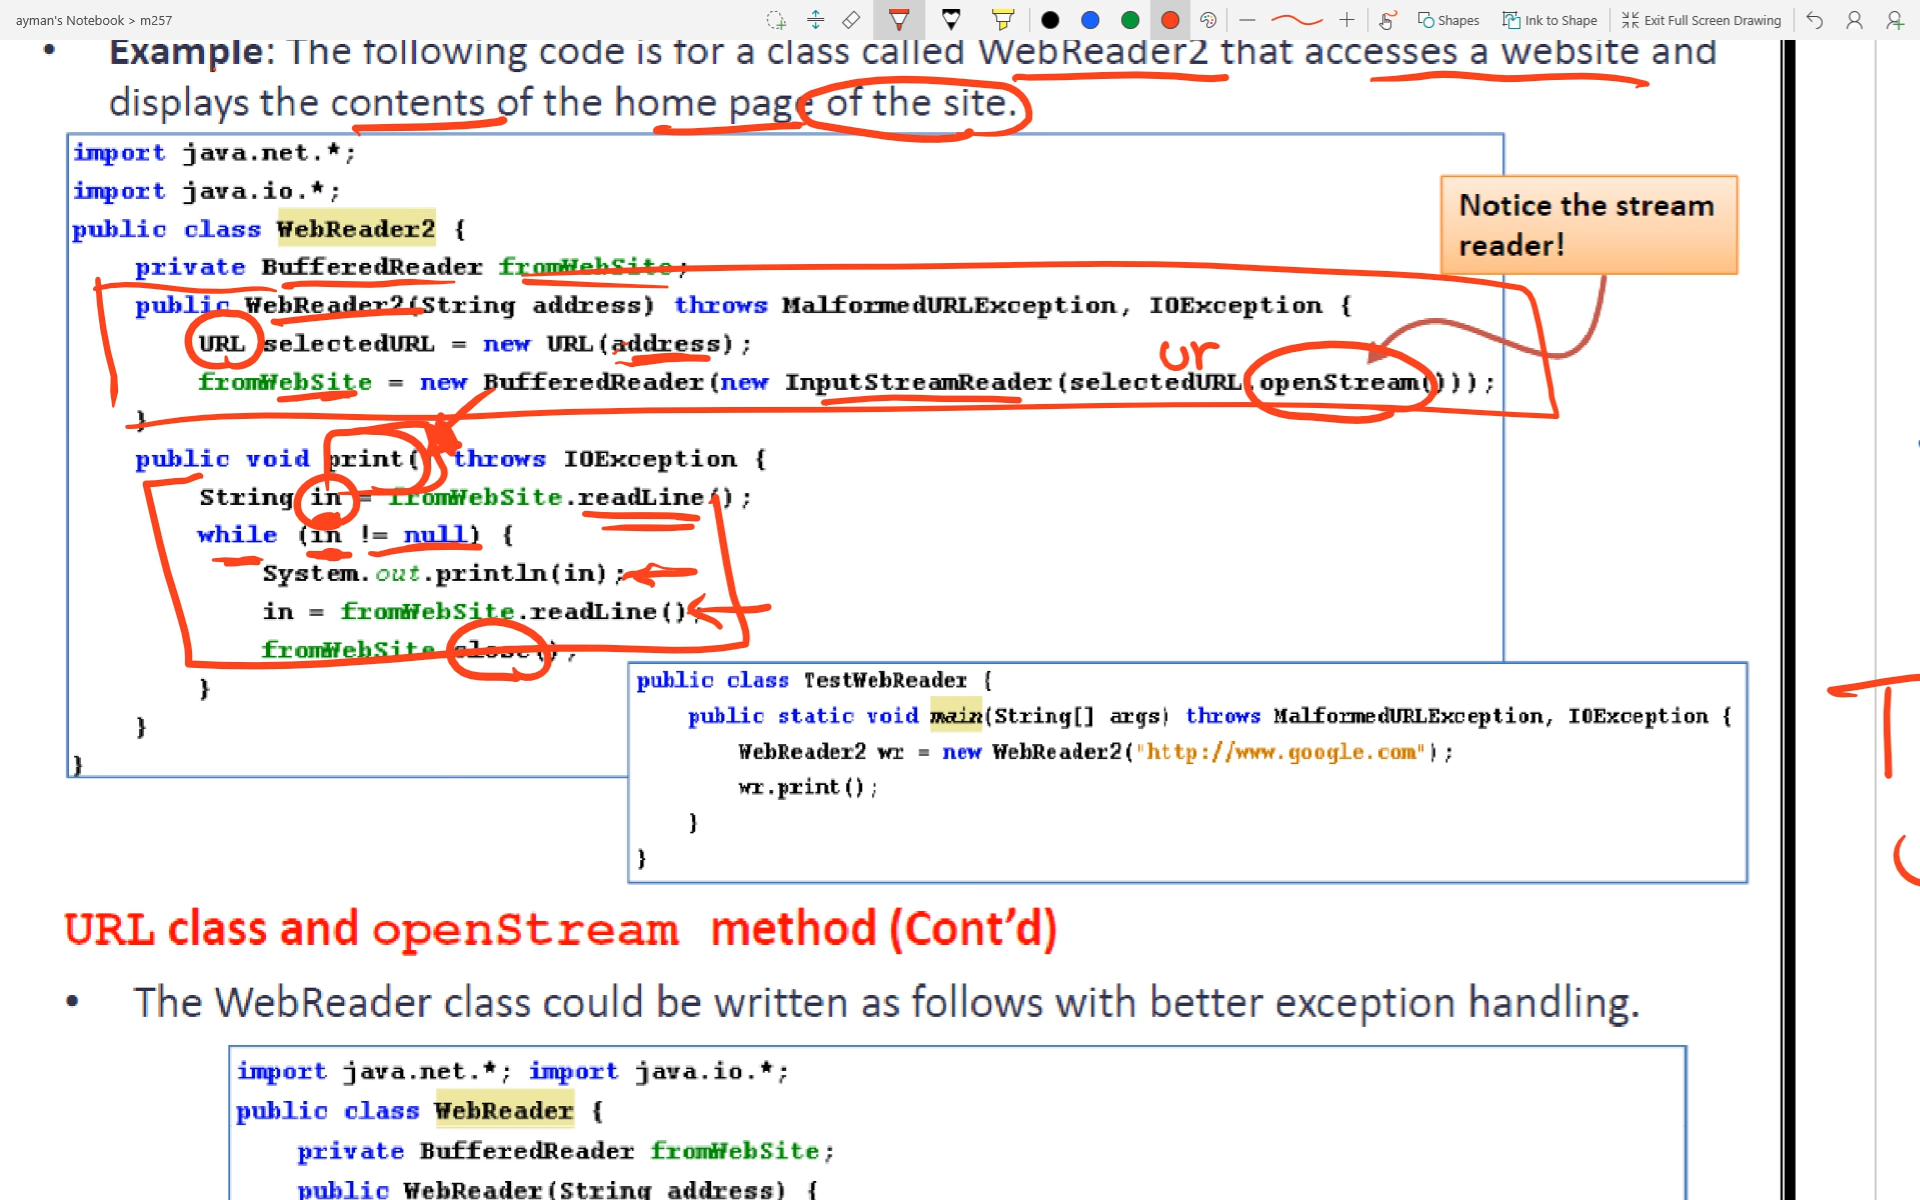 ayman's Notebook > m257
Shapes
Ink to Shape
Exit Full Screen Drawing
• Example: The following code is for a class called WebReader2 that accesses a website and
displays the contents of the home page of the site.
import java.net.*;
import java.io.*;
public class WebReader2 {
private BufferedReader fromWebSite;
public WebReader2(String address) throws MalformedURLException, IOException {
URL selectedURL = new URL(address);
fromWebSite = new BufferedReader(new InputStreamReader(selectedURL.openStream()));
}
public void print() throws IOException {
String in = fromWebSite.readLine();
while (in != null) {
System.out.println(in);
in = fromWebSite.readLine();
fromWebSite.close();
}
}
}
Notice the stream
reader!
ur
public class TestWebReader {
public static void main(String[] args) throws MalformedURLException, IOException {
WebReader2 wr = new WebReader2("http://www.google.com");
wr.print();
}
}
URL class and openStream method (Cont'd)
• The WebReader class could be written as follows with better exception handling.
import java.net.*; import java.io.*;
public class WebReader {
private BufferedReader fromWebSite;
public WebReader(String address) {